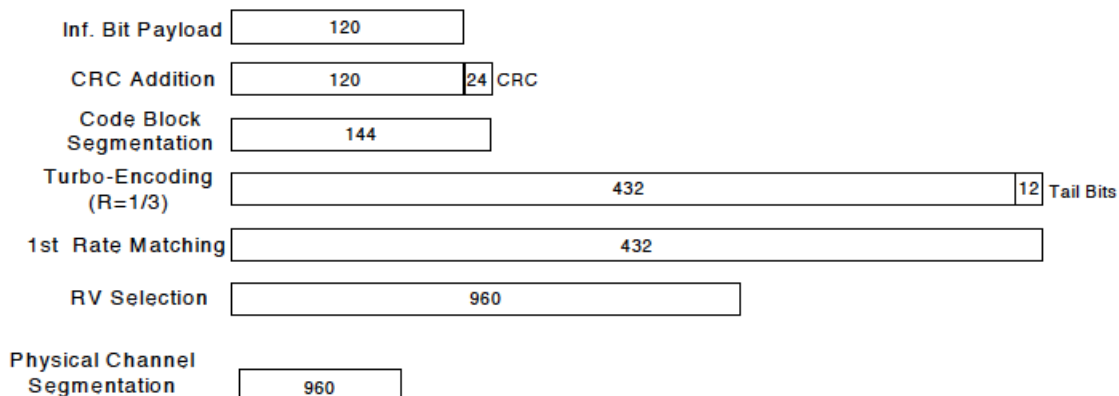 Inf. Bit Payload 120
CRC Addition 120 24 CRC
Code Block
Segmentation 144
Turbo-Encoding
(R=1/3) 432 12 Tail Bits
1st Rate Matching 432
RV Selection 960
Physical Channel
Segmentation 960